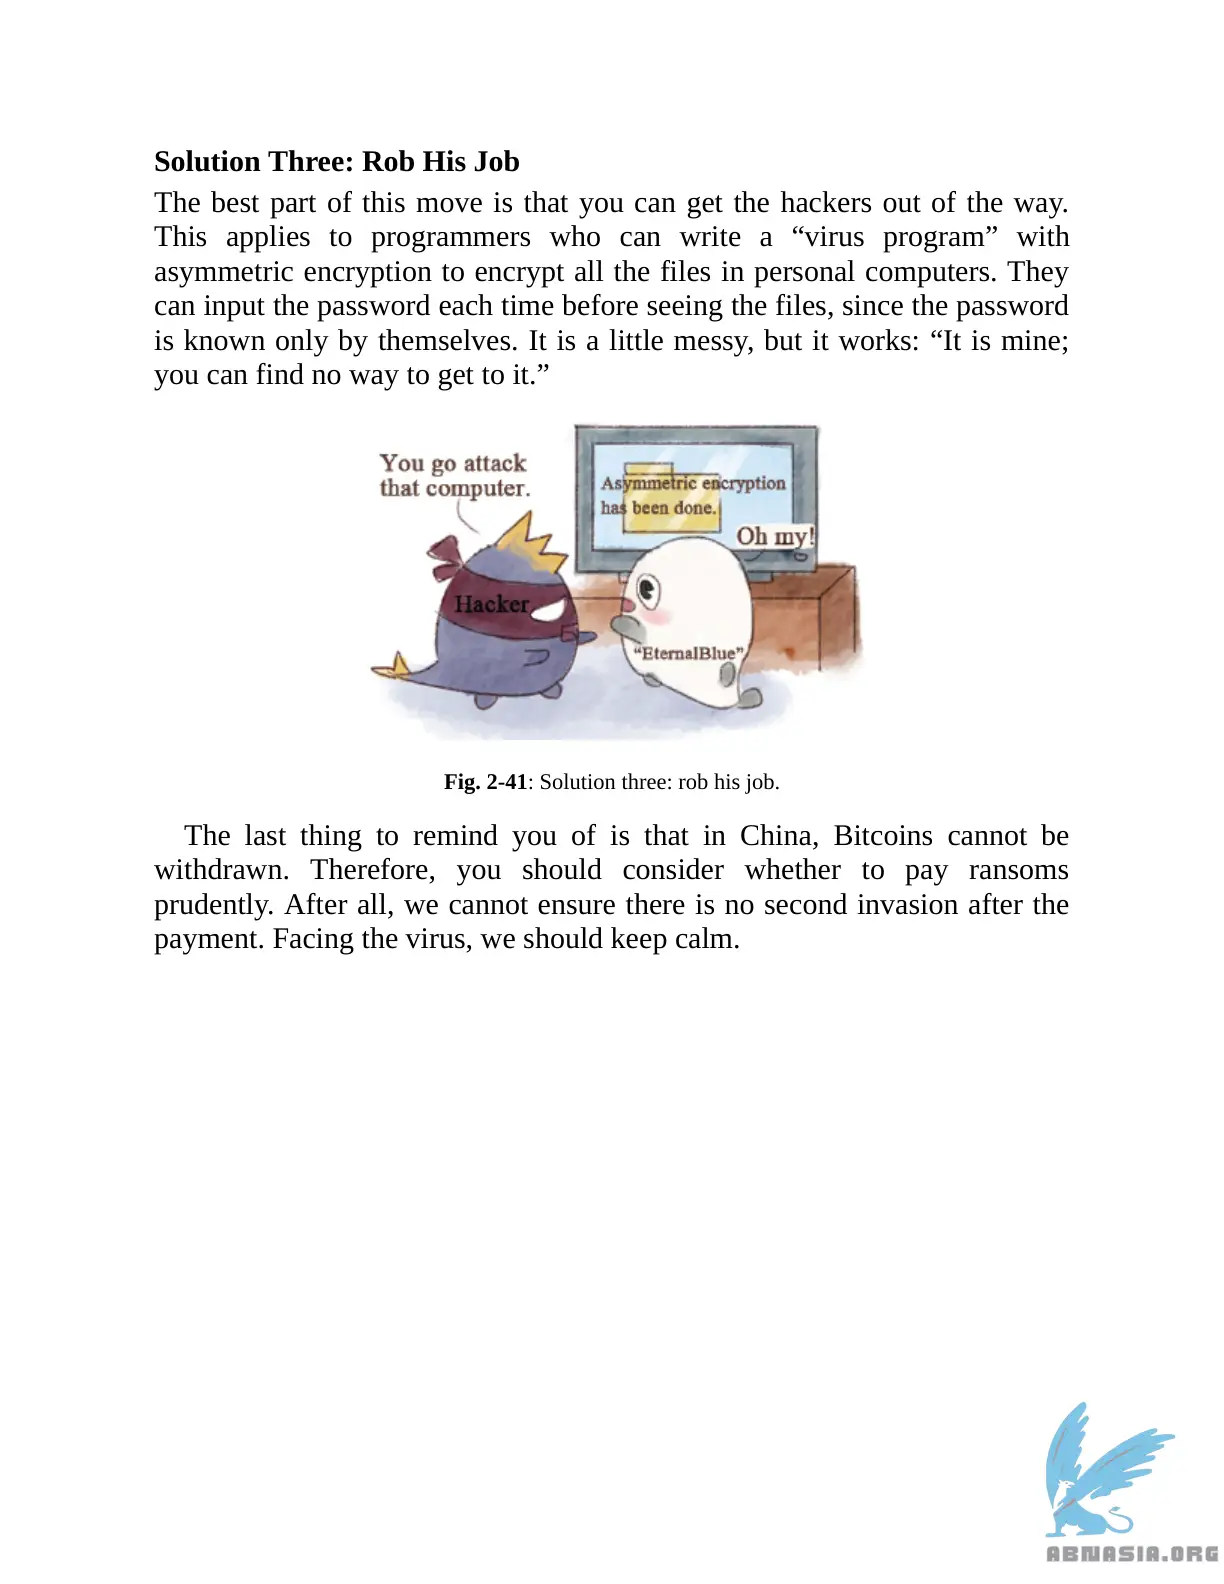 Solution Three: Rob His Job
The best part of this move is that you can get the hackers out of the way.
This applies to programmers who can write a “virus program” with
asymmetric encryption to encrypt all the files in personal computers. They
can input the password each time before seeing the files, since the password
is known only by themselves. It is a little messy, but it works: “It is mine;
you can find no way to get to it.”
You go attack
that computer.
Asymmetric encryption
has been done.
Oh my!
Hacker
“EternalBlue”
Fig. 2-41: Solution three: rob his job.
The last thing to remind you of is that in China, Bitcoins cannot be
withdrawn. Therefore, you should consider whether to pay ransoms
prudently. After all, we cannot ensure there is no second invasion after the
payment. Facing the virus, we should keep calm.
ABNASIA.ORG